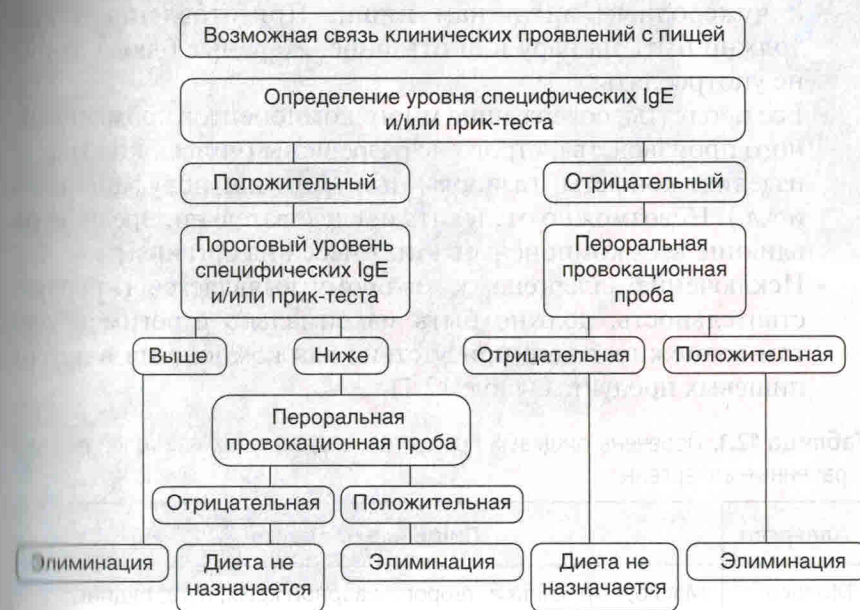 Возможная связь клинических проявлений с пищей
Определение уровня специфических IgE
и/или прик-теста
Положительный
Отрицательный
Пороговый уровень
специфических IgE
и/или прик-теста
Пероральная
провокационная
проба
Выше
Ниже
Отрицательная
Положительная
Пероральная
провокационная проба
Отрицательная
Положительная
Элиминация
Диета не
назначается
Элиминация
Диета не
назначается
Элиминация